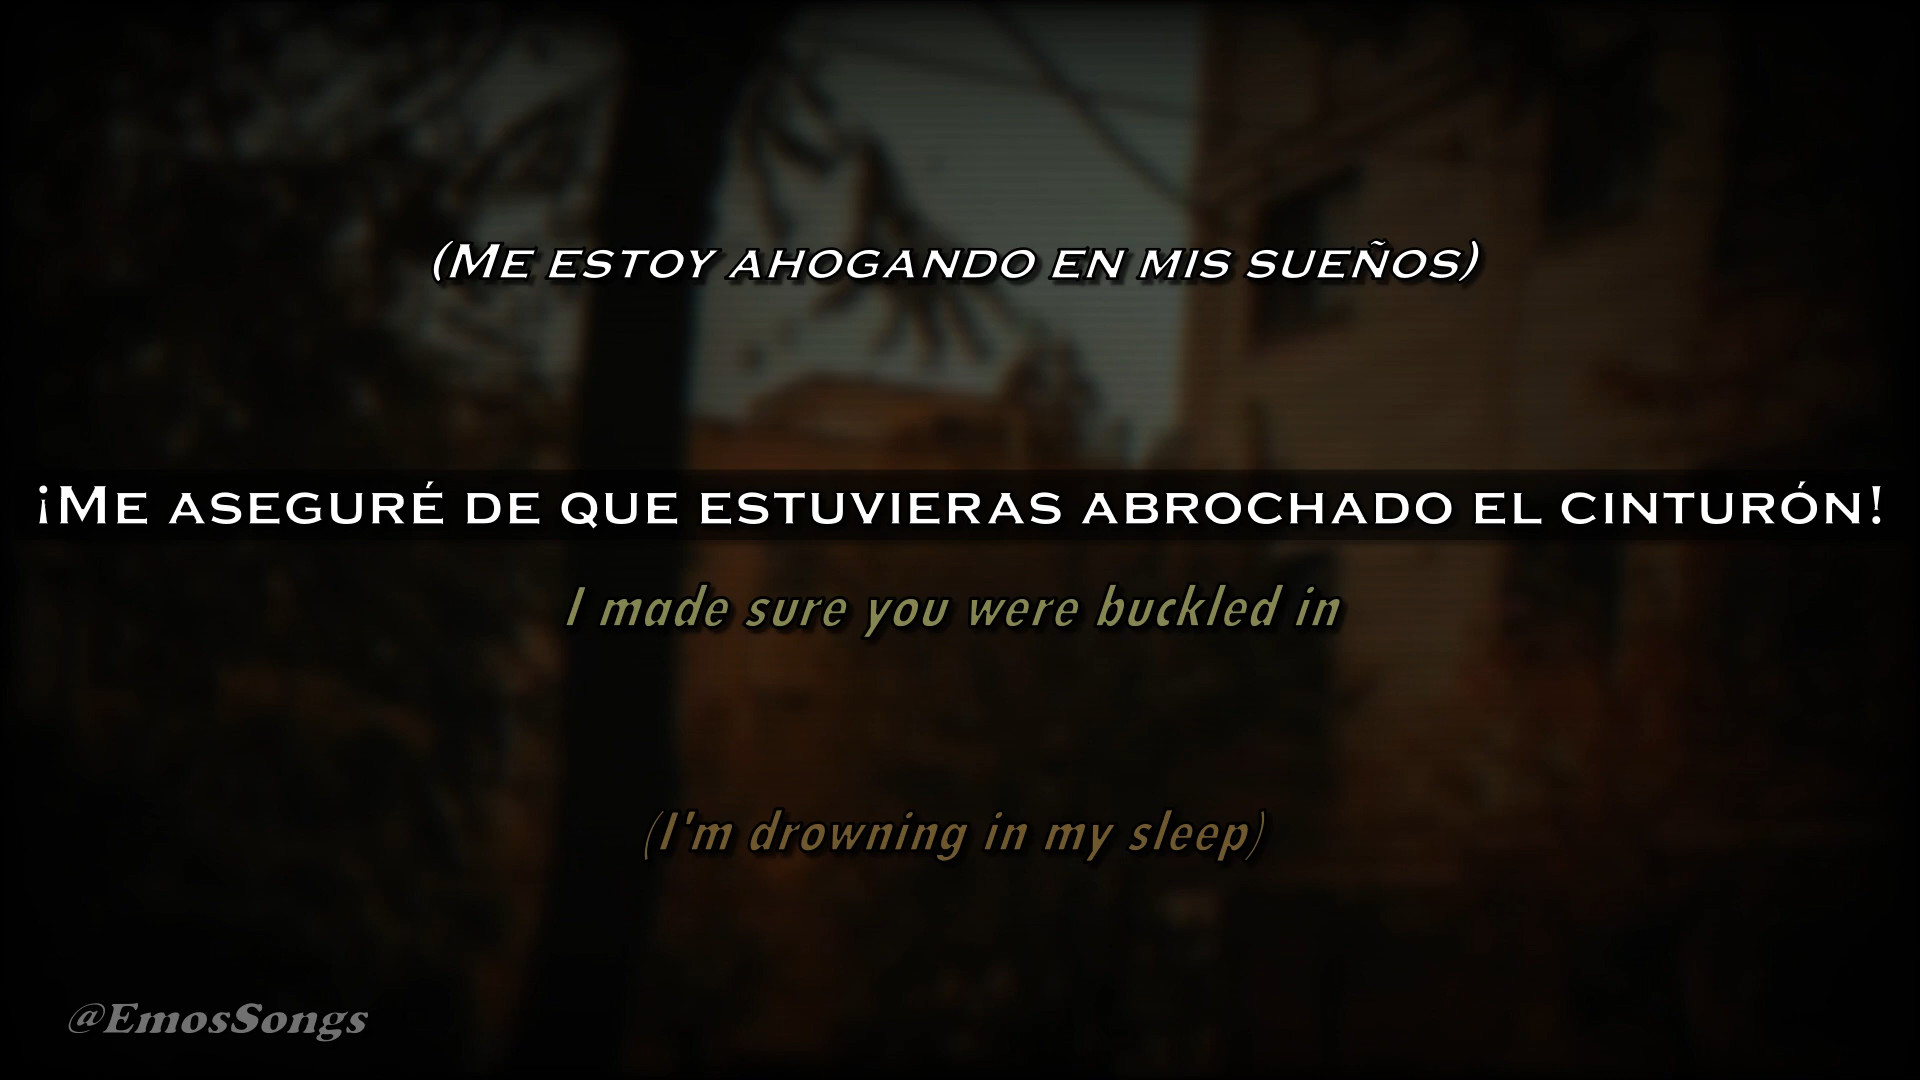 (Me estoy ahogando en mis sueños)
¡Me aseguré de que estuvieras abrochado el cinturón!
I made sure you were buckled in
(I'm drowning in my sleep)
@EmosSongs